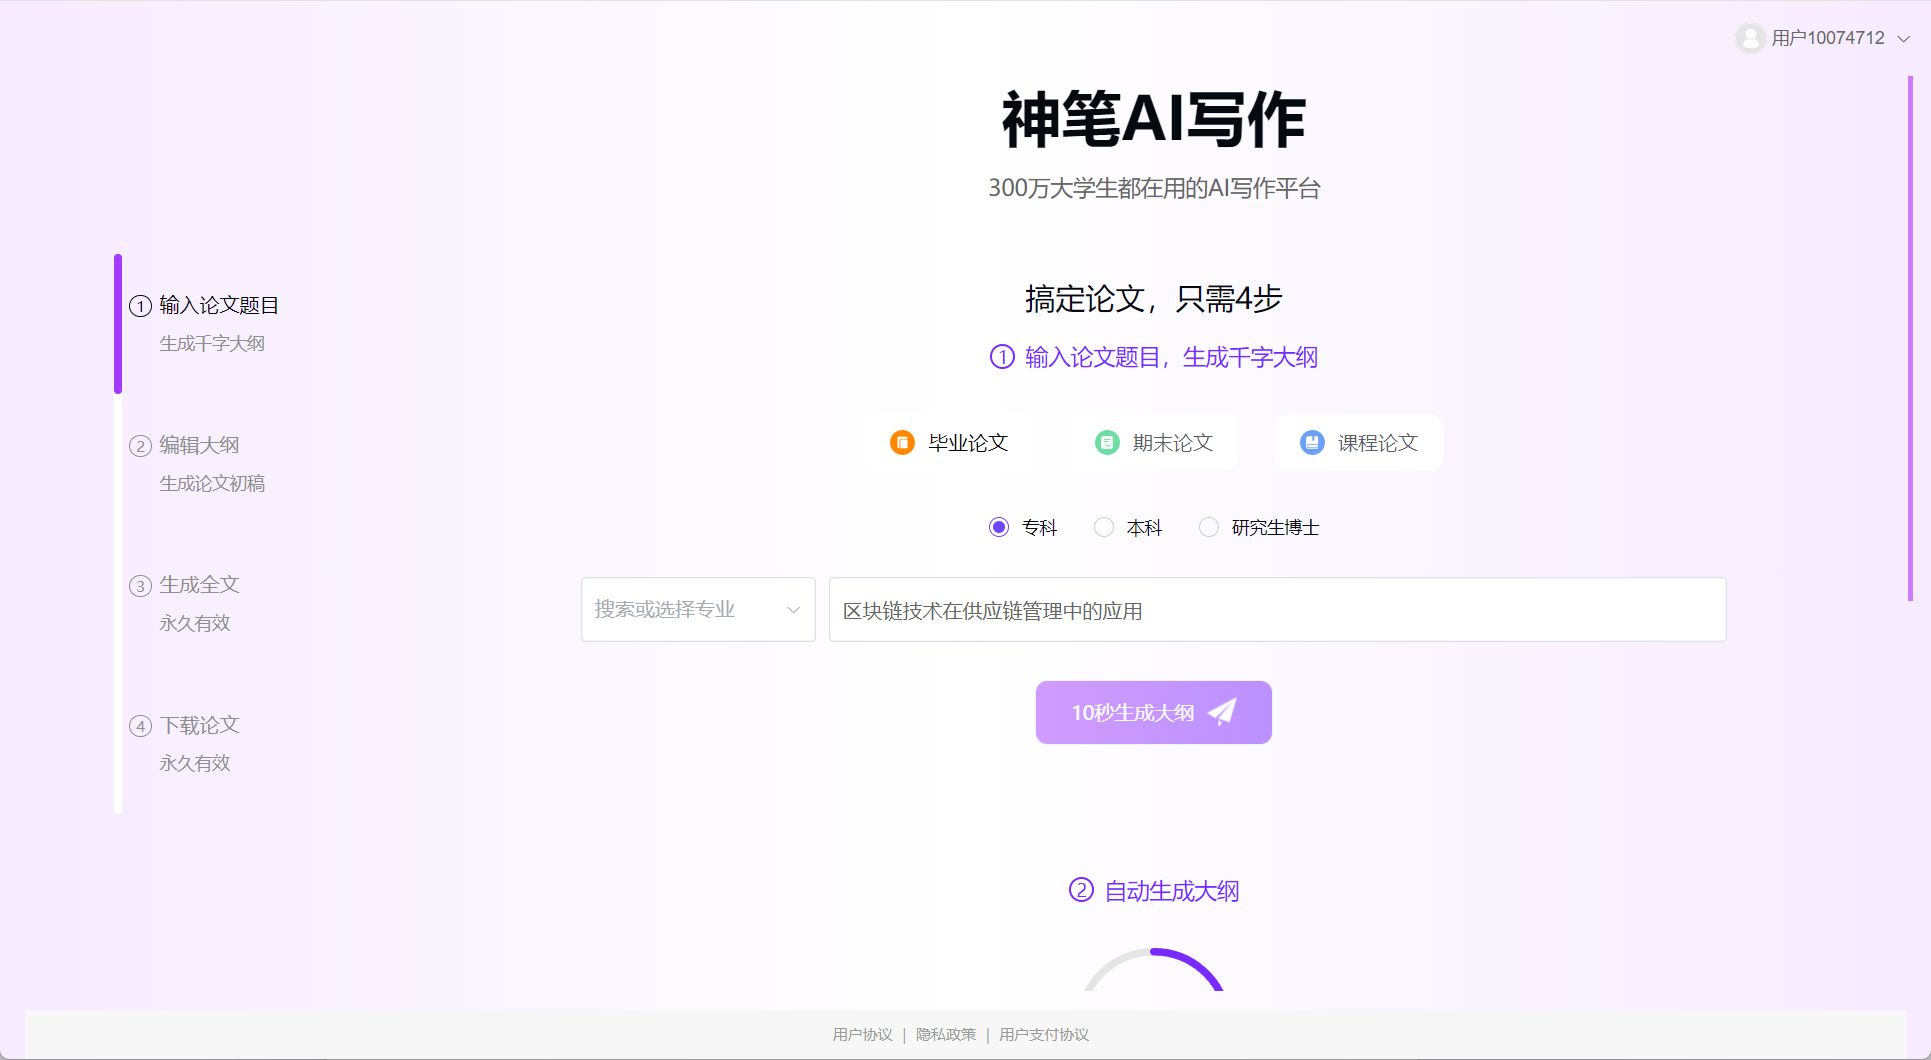 用户10074712
神笔AI写作
300万大学生都在用的AI写作平台
① 输入论文题目
生成千字大纲
② 编辑大纲
生成论文初稿
③ 生成全文
永久有效
④ 下载论文
永久有效
搞定论文，只需4步
① 输入论文题目，生成千字大纲
毕业论文 期末论文 课程论文
专科 本科 研究生博士
搜索或选择专业 区块链技术在供应链管理中的应用
10秒生成大纲
② 自动生成大纲
用户协议 | 隐私政策 | 用户支付协议